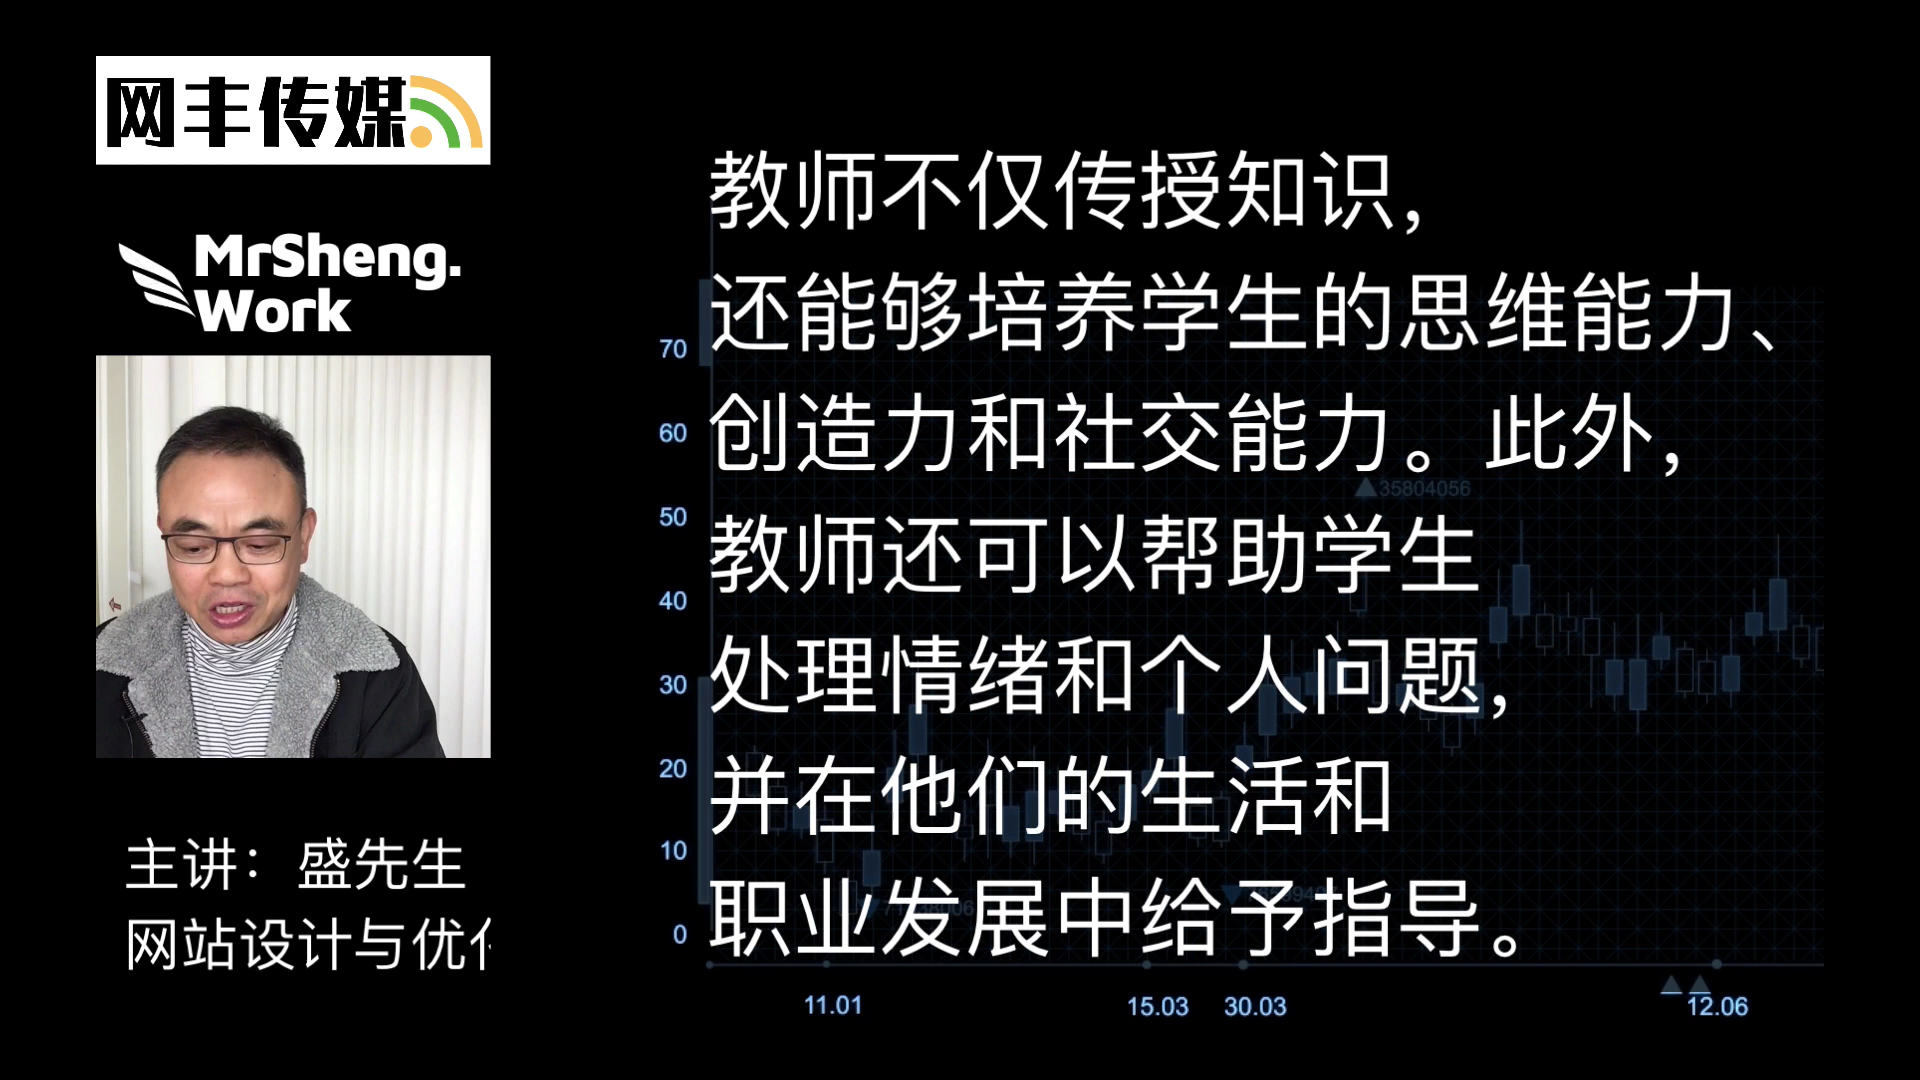 网丰传媒
MrSheng.
Work
主讲：盛先生
网站设计与优
教师不仅传授知识，
还能够培养学生的思维能力、
创造力和社交能力。此外，
教师还可以帮助学生
处理情绪和个人问题，
并在他们的生活和
职业发展中给予指导。
70
60
50
40
30
20
10
0
35804056
11.01
15.03
30.03
12.06